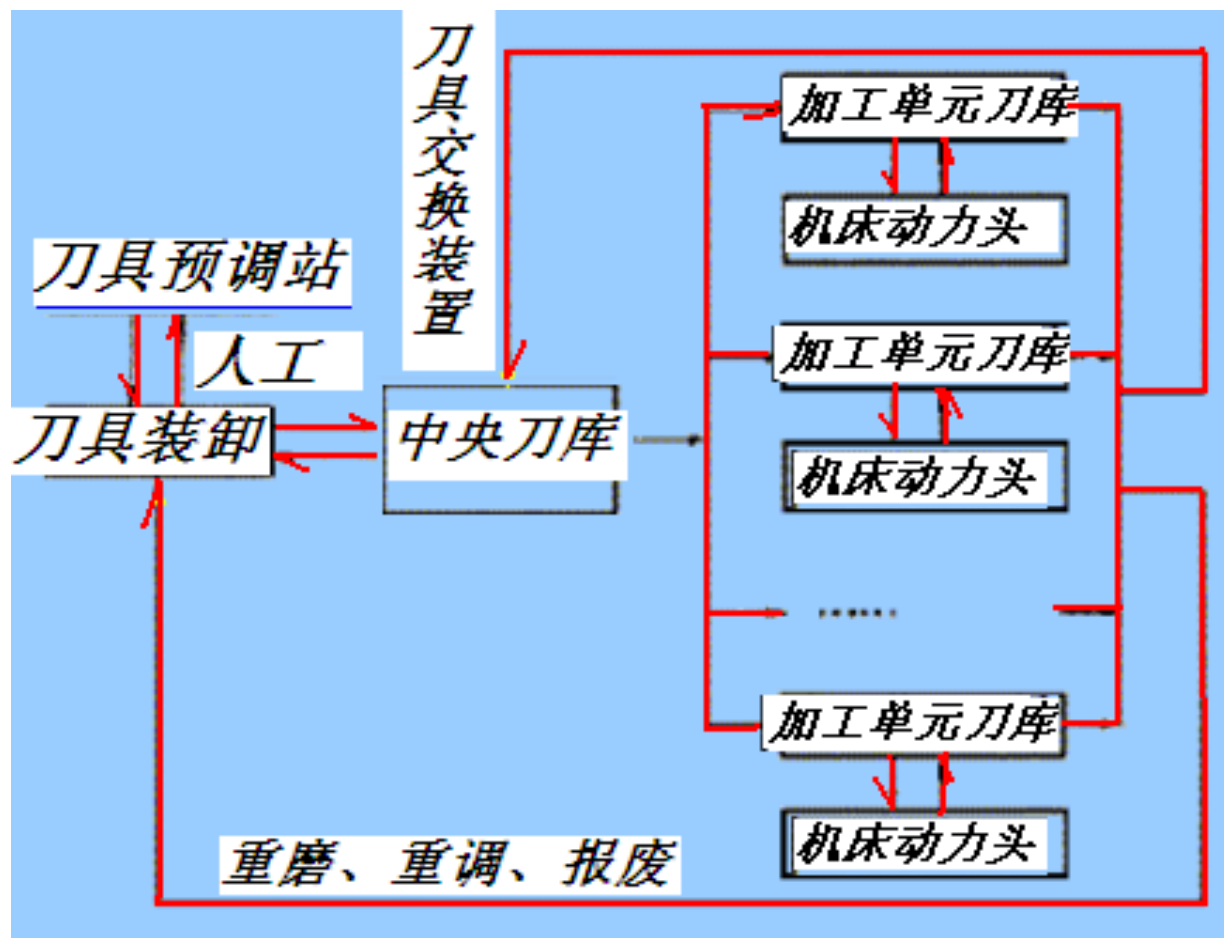 刀具交换装置
加工单元刀库
机床动力头
刀具预调站
人工
加工单元刀库
刀具装卸
中央刀库
机床动力头
……
加工单元刀库
机床动力头
重磨、重调、报废